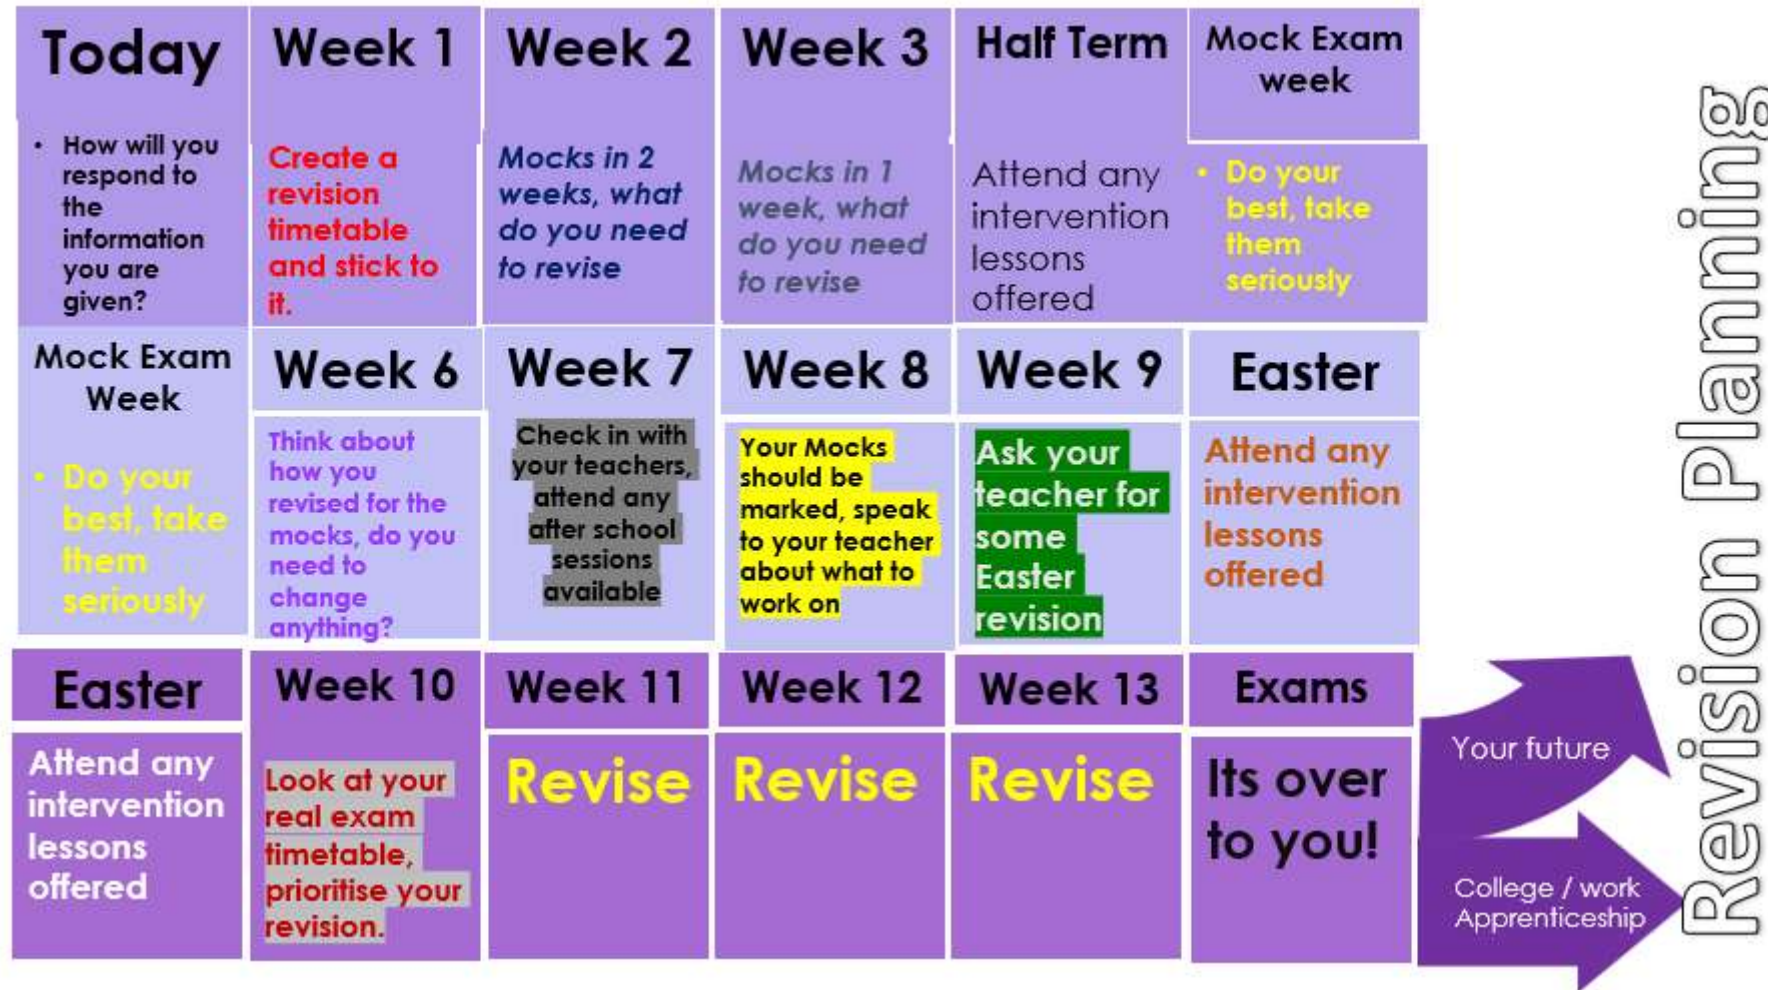 Today
Week 1
Week 2
Week 3
Half Term
Mock Exam
week
• How will you
respond to
the
information
you are
given?
Create a
revision
timetable
and stick to
it.
Mocks in 2
weeks, what
do you need
to revise
Mocks in 1
week, what
do you need
to revise
Attend any
intervention
lessons
offered
• Do your
best, take
them
seriously
Mock Exam
Week
Week 6
Week 7
Week 8
Week 9
Easter
• Do your
best, take
them
seriously
Think about
how you
revised for the
mocks, do you
need to
change
anything?
Check in with
your teachers,
attend any
after school
sessions
available
Your Mocks
should be
marked, speak
to your teacher
about what to
work on
Ask your
teacher for
some
Easter
revision
Attend any
intervention
lessons
offered
Easter
Week 10
Week 11
Week 12
Week 13
Exams
Attend any
intervention
lessons
offered
Look at your
real exam
timetable,
prioritise your
revision.
Revise
Revise
Revise
Its over
to you!
Your future
College / work
Apprenticeship
Revision Planning